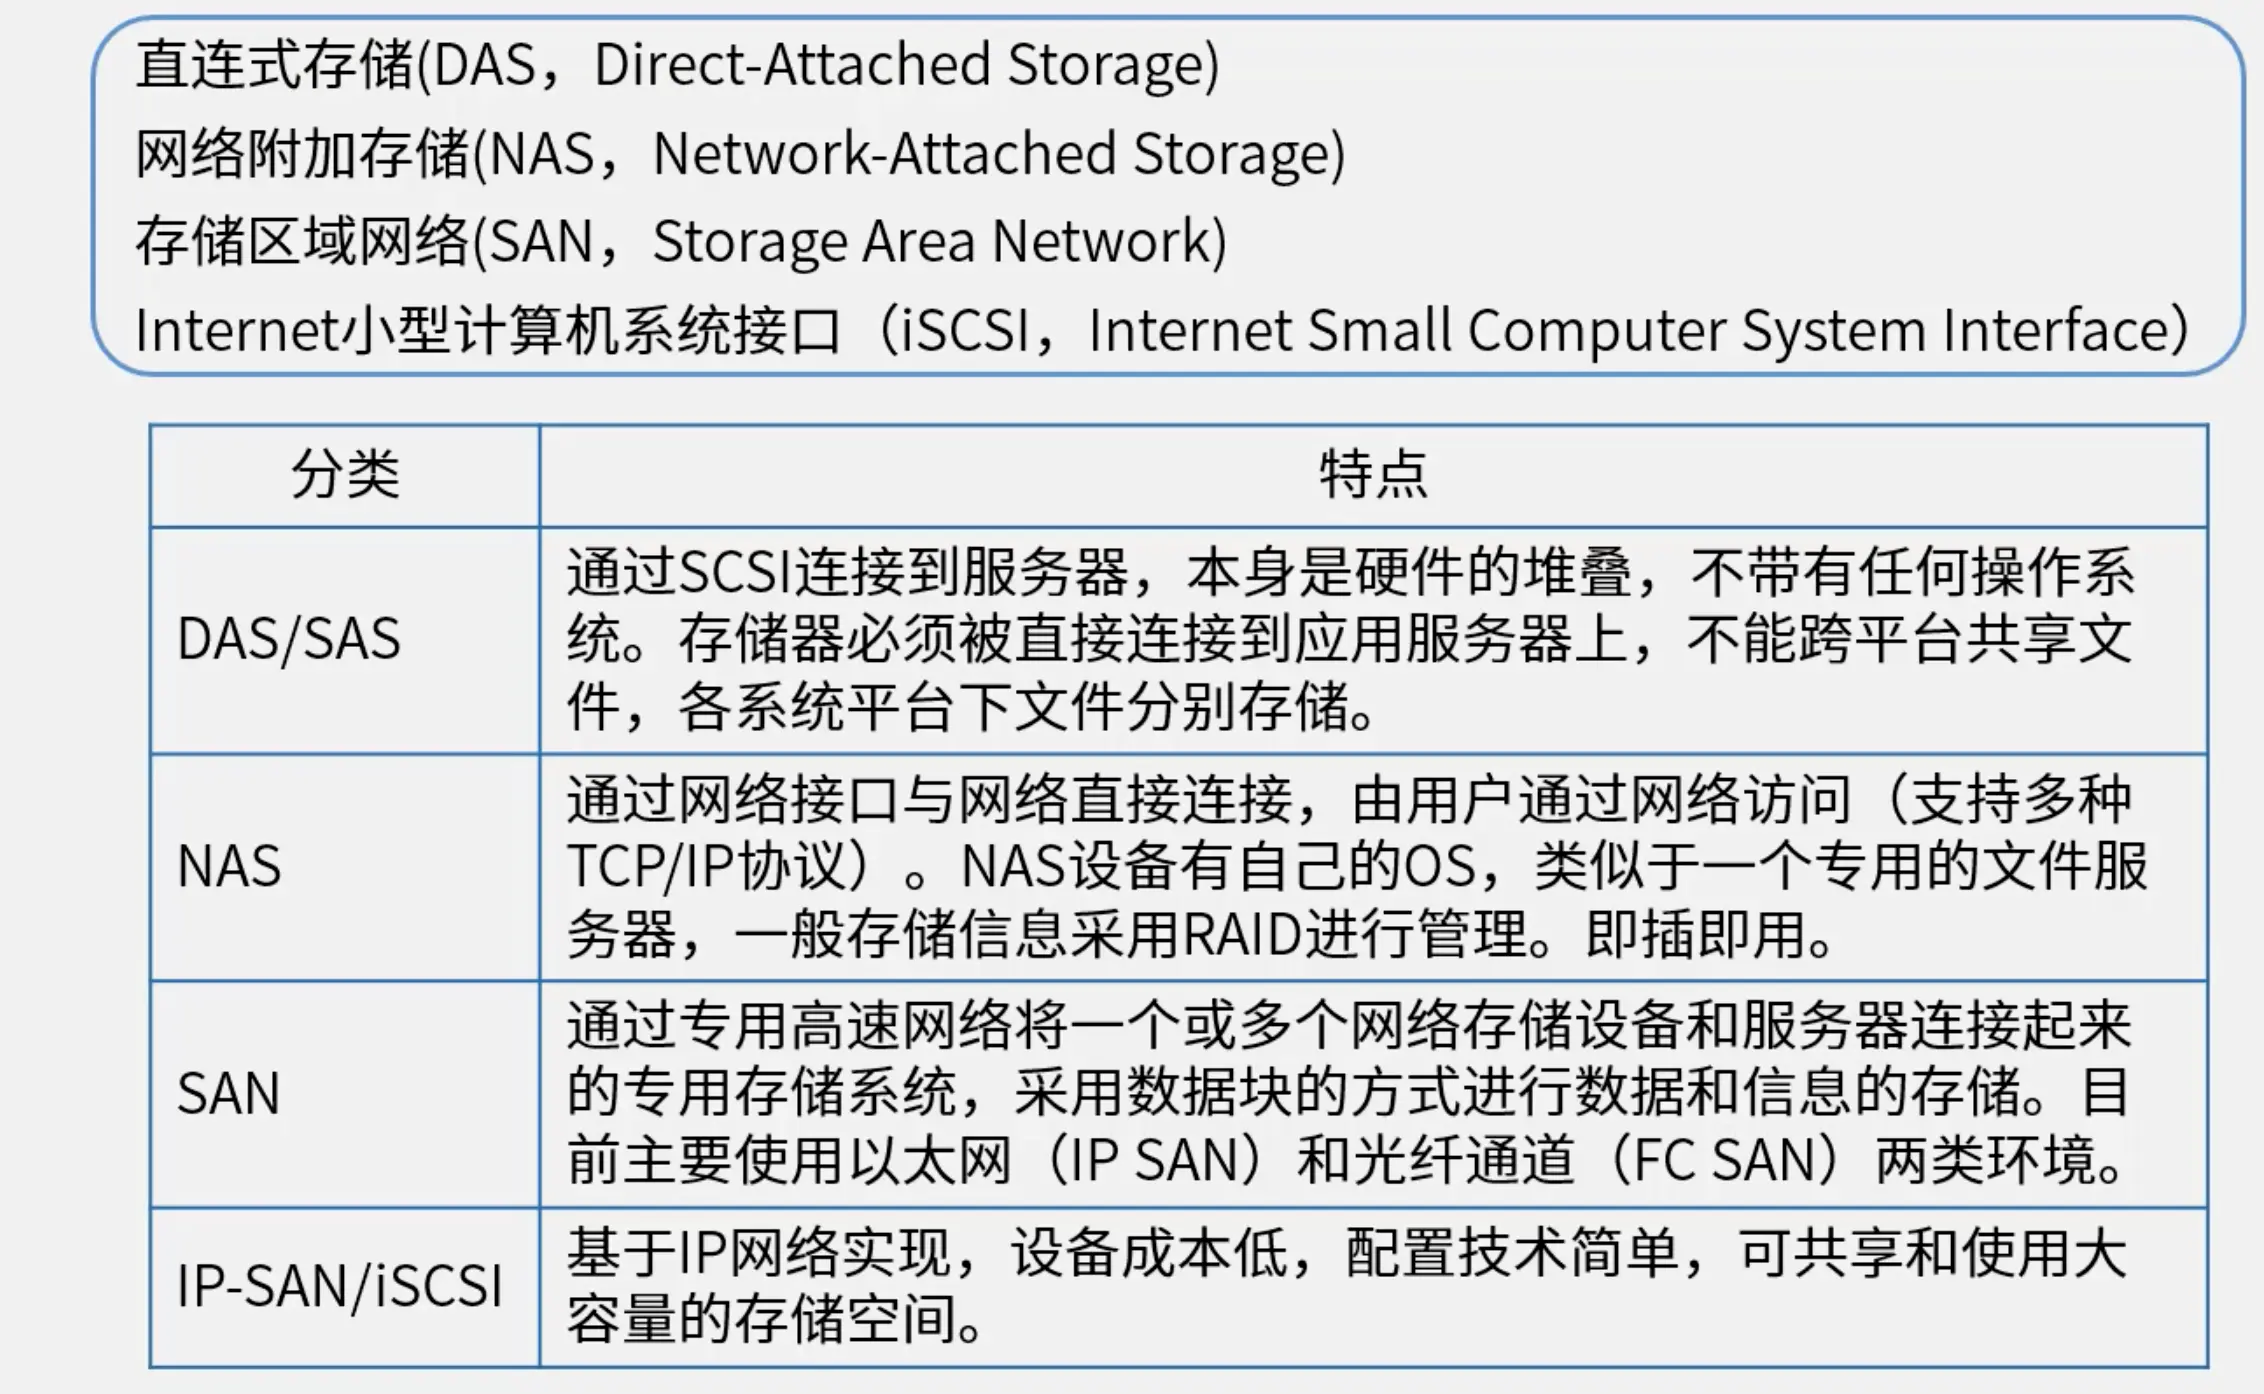 直连式存储(DAS，Direct-Attached Storage)
网络附加存储(NAS，Network-Attached Storage)
存储区域网络(SAN，Storage Area Network)
Internet小型计算机系统接口（iSCSI，Internet Small Computer System Interface）
分类
特点
DAS/SAS
通过SCSI连接到服务器，本身是硬件的堆叠，不带有任何操作系
统。存储器必须被直接连接到应用服务器上，不能跨平台共享文
件，各系统平台下文件分别存储。
NAS
通过网络接口与网络直接连接，由用户通过网络访问（支持多种
TCP/IP协议）。NAS设备有自己的OS，类似于一个专用的文件服
务器，一般存储信息采用RAID进行管理。即插即用。
SAN
通过专用高速网络将一个或多个网络存储设备和服务器连接起来
的专用存储系统，采用数据块的方式进行数据和信息的存储。目
前主要使用以太网（IP SAN）和光纤通道（FC SAN）两类环境。
IP-SAN/iSCSI
基于IP网络实现，设备成本低，配置技术简单，可共享和使用大
容量的存储空间。